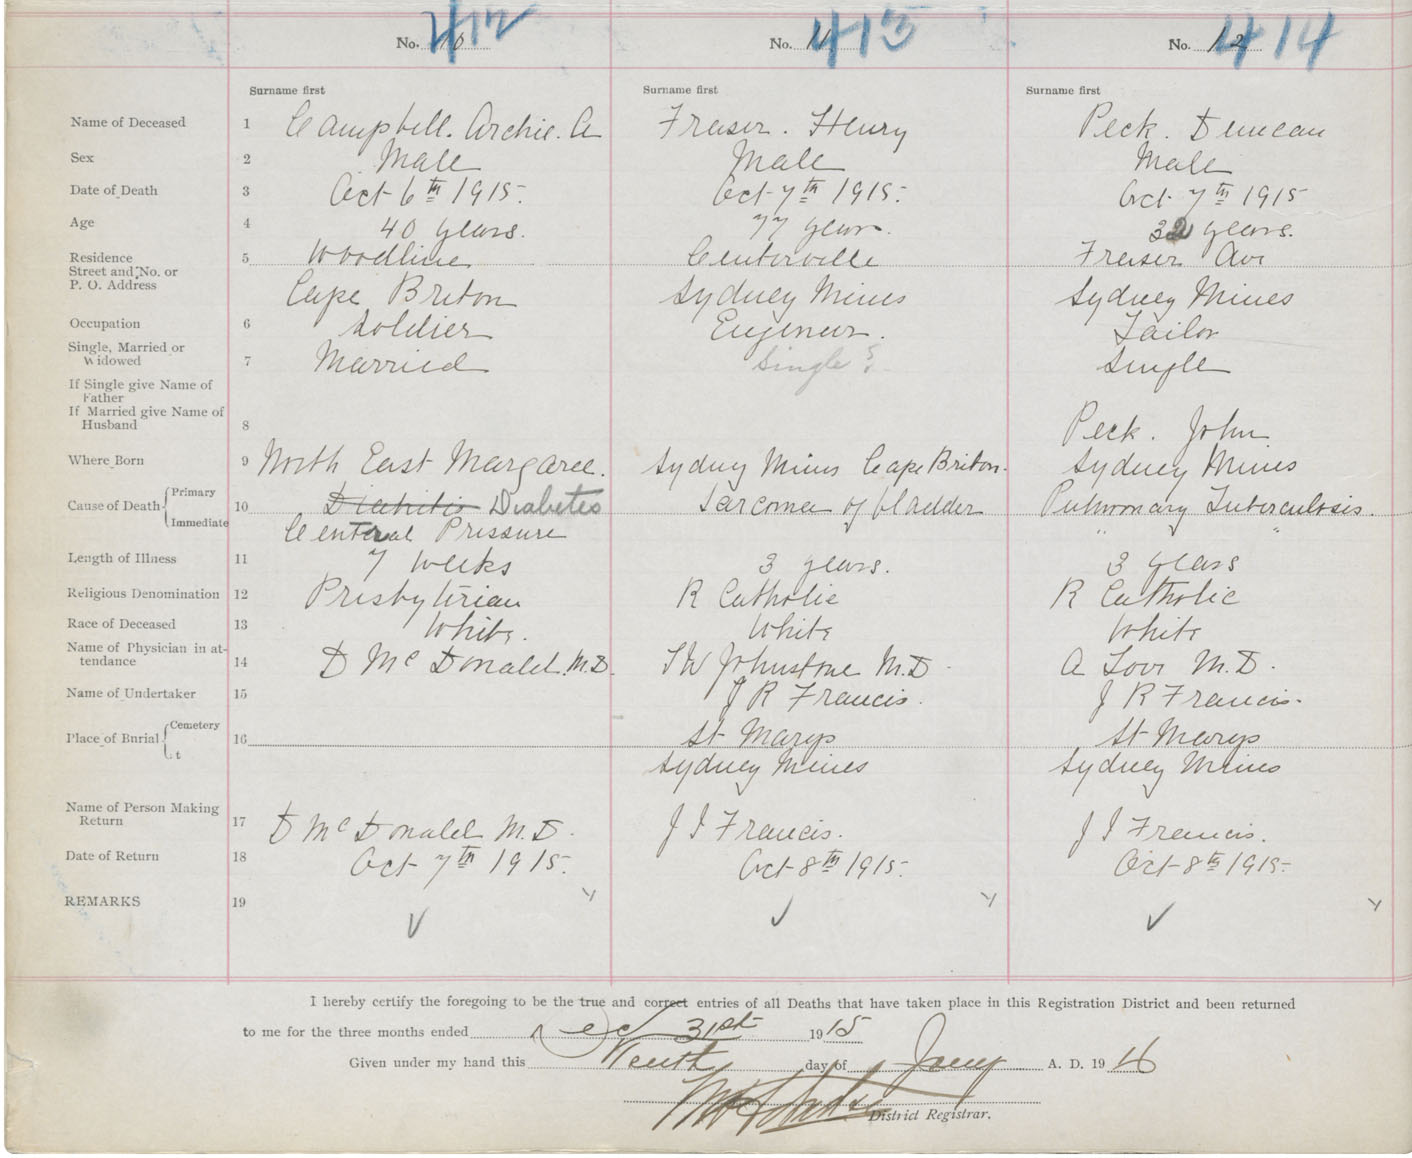 No. 10 412 No. 11 413 No. 12 414
Surname first Surname first Surname first
Name of Deceased 1 Campbell. Archie. A Fraser. Henry Peck. Duncan
Sex 2 Male Male Male
Date of Death 3 Oct 6th 1915. Oct 7th 1915. Oct 7th 1915
Age 4 40 years. 77 years. 32 years.
Residence 5 Woodbine Centerville Fraser Ave
Street and No. or
P. O. Address Cape Briton Sydney Mines Sydney Mines
Occupation 6 Soldier Engineer. Tailor
Single, Married or
Widowed 7 Married Single ? Single
If Single give Name of
Father
If Married give Name of
Husband 8 Peck. John
Where Born 9 North East Margaree. Sydney Mines Cape Briton. Sydney Mines
Cause of Death Primary 10 Diabitis Diabetes Sarcoma of bladder Pulmonary Tuberculosis.
Immediate Central Pressure " "
Length of Illness 11 7 weeks 3 years. 3 years
Religious Denomination 12 Presbyterian R Catholic R Catholic
Race of Deceased 13 White. White White
Name of Physician in at-
tendance 14 D McDonald. M.D. J W Johnstone M.D. A Love M.D.
Name of Undertaker 15 J R Francis. J R Francis.
Place of Burial Cemetery 16 St Marys St Marys
t Sydney Mines Sydney Mines
Name of Person Making
Return 17 D McDonald M.D. J I Francis. J I Francis.
Date of Return 18 Oct 7th 1915. Oct 8th 1915. Oct 8th 1915.
REMARKS 19
I hereby certify the foregoing to be the true and correct entries of all Deaths that have taken place in this Registration District and been returned
to me for the three months ended Dec 31st 1915
Given under my hand this Tenth day of Jany A. D. 1916
District Registrar.